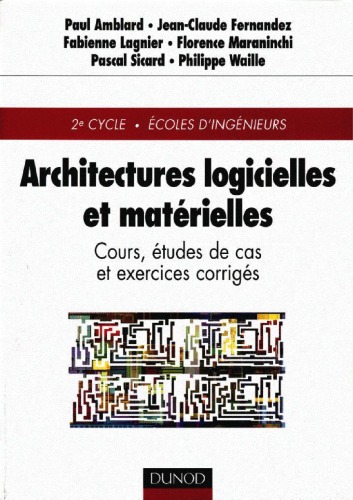 Paul Amblard • Jean-Claude Fernandez
Fabienne Lagnier • Florence Maraninchi
Pascal Sicard • Philippe Waille
2e CYCLE • ÉCOLES D'INGÉNIEURS
Architectures logicielles
et matérielles
Cours, études de cas
et exercices corrigés
DUNOD